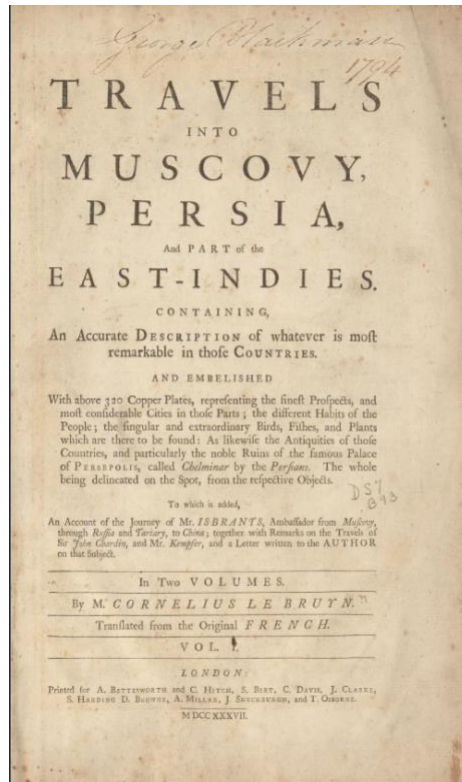 George Blackman
1794
TRAVELS
INTO
MUSCOVY,
PERSIA,
And PART of the
EAST-INDIES.
CONTAINING,
An Accurate DESCRIPTION of whatever is moſt
remarkable in thoſe COUNTRIES.
AND EMBELISHED
With above 320 Copper Plates, repreſenting the fineſt Proſpects, and
moſt conſiderable Cities in thoſe Parts; the different Habits of the
People; the ſingular and extraordinary Birds, Fiſhes, and Plants
which are there to be found: As likewiſe the Antiquities of thoſe
Countries, and particularly the noble Ruins of the famous Palace
of PERSEPOLIS, called Chelminar by the Perſians. The whole
being delineated on the Spot, from the reſpective Objects.
DS7
.B93
To which is added,
An Account of the Journey of Mr. ISBRANTS, Ambaſſador from Muſcovy,
through Ruſſia and Tartary, to China; together with Remarks on the Travels of
Sir John Chardin, and Mr. Kempfer, and a Letter written to the AUTHOR
on that Subject.
In Two VOLUMES.
By M. CORNELIUS LE BRUYN.
Tranſlated from the Original FRENCH.
VOL. I.
LONDON:
Printed for A. BETTESWORTH and C. HITCH, S. BIRT, C. DAVIS, J. CLARKE,
S. HARDING D. BROWNE, A. MILLAR, J. SHUCKBURGH, and T. OSBORNE.
M DCC XXXVII.